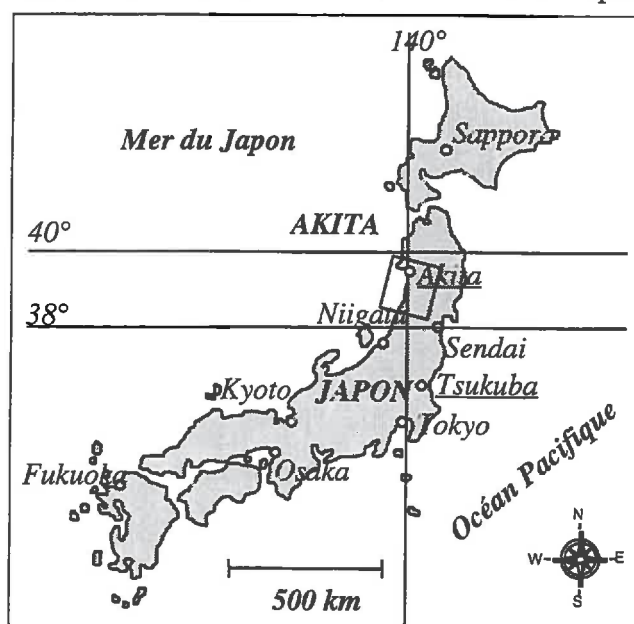 140°
Sapporo
Mer du Japon
AKITA
40°
Akita
38°
Niigata
Sendai
Kyoto
JAPON
Tsukuba
Tokyo
Fukuoka
Osaka
Océan Pacifique
N
W
E
S
500 km